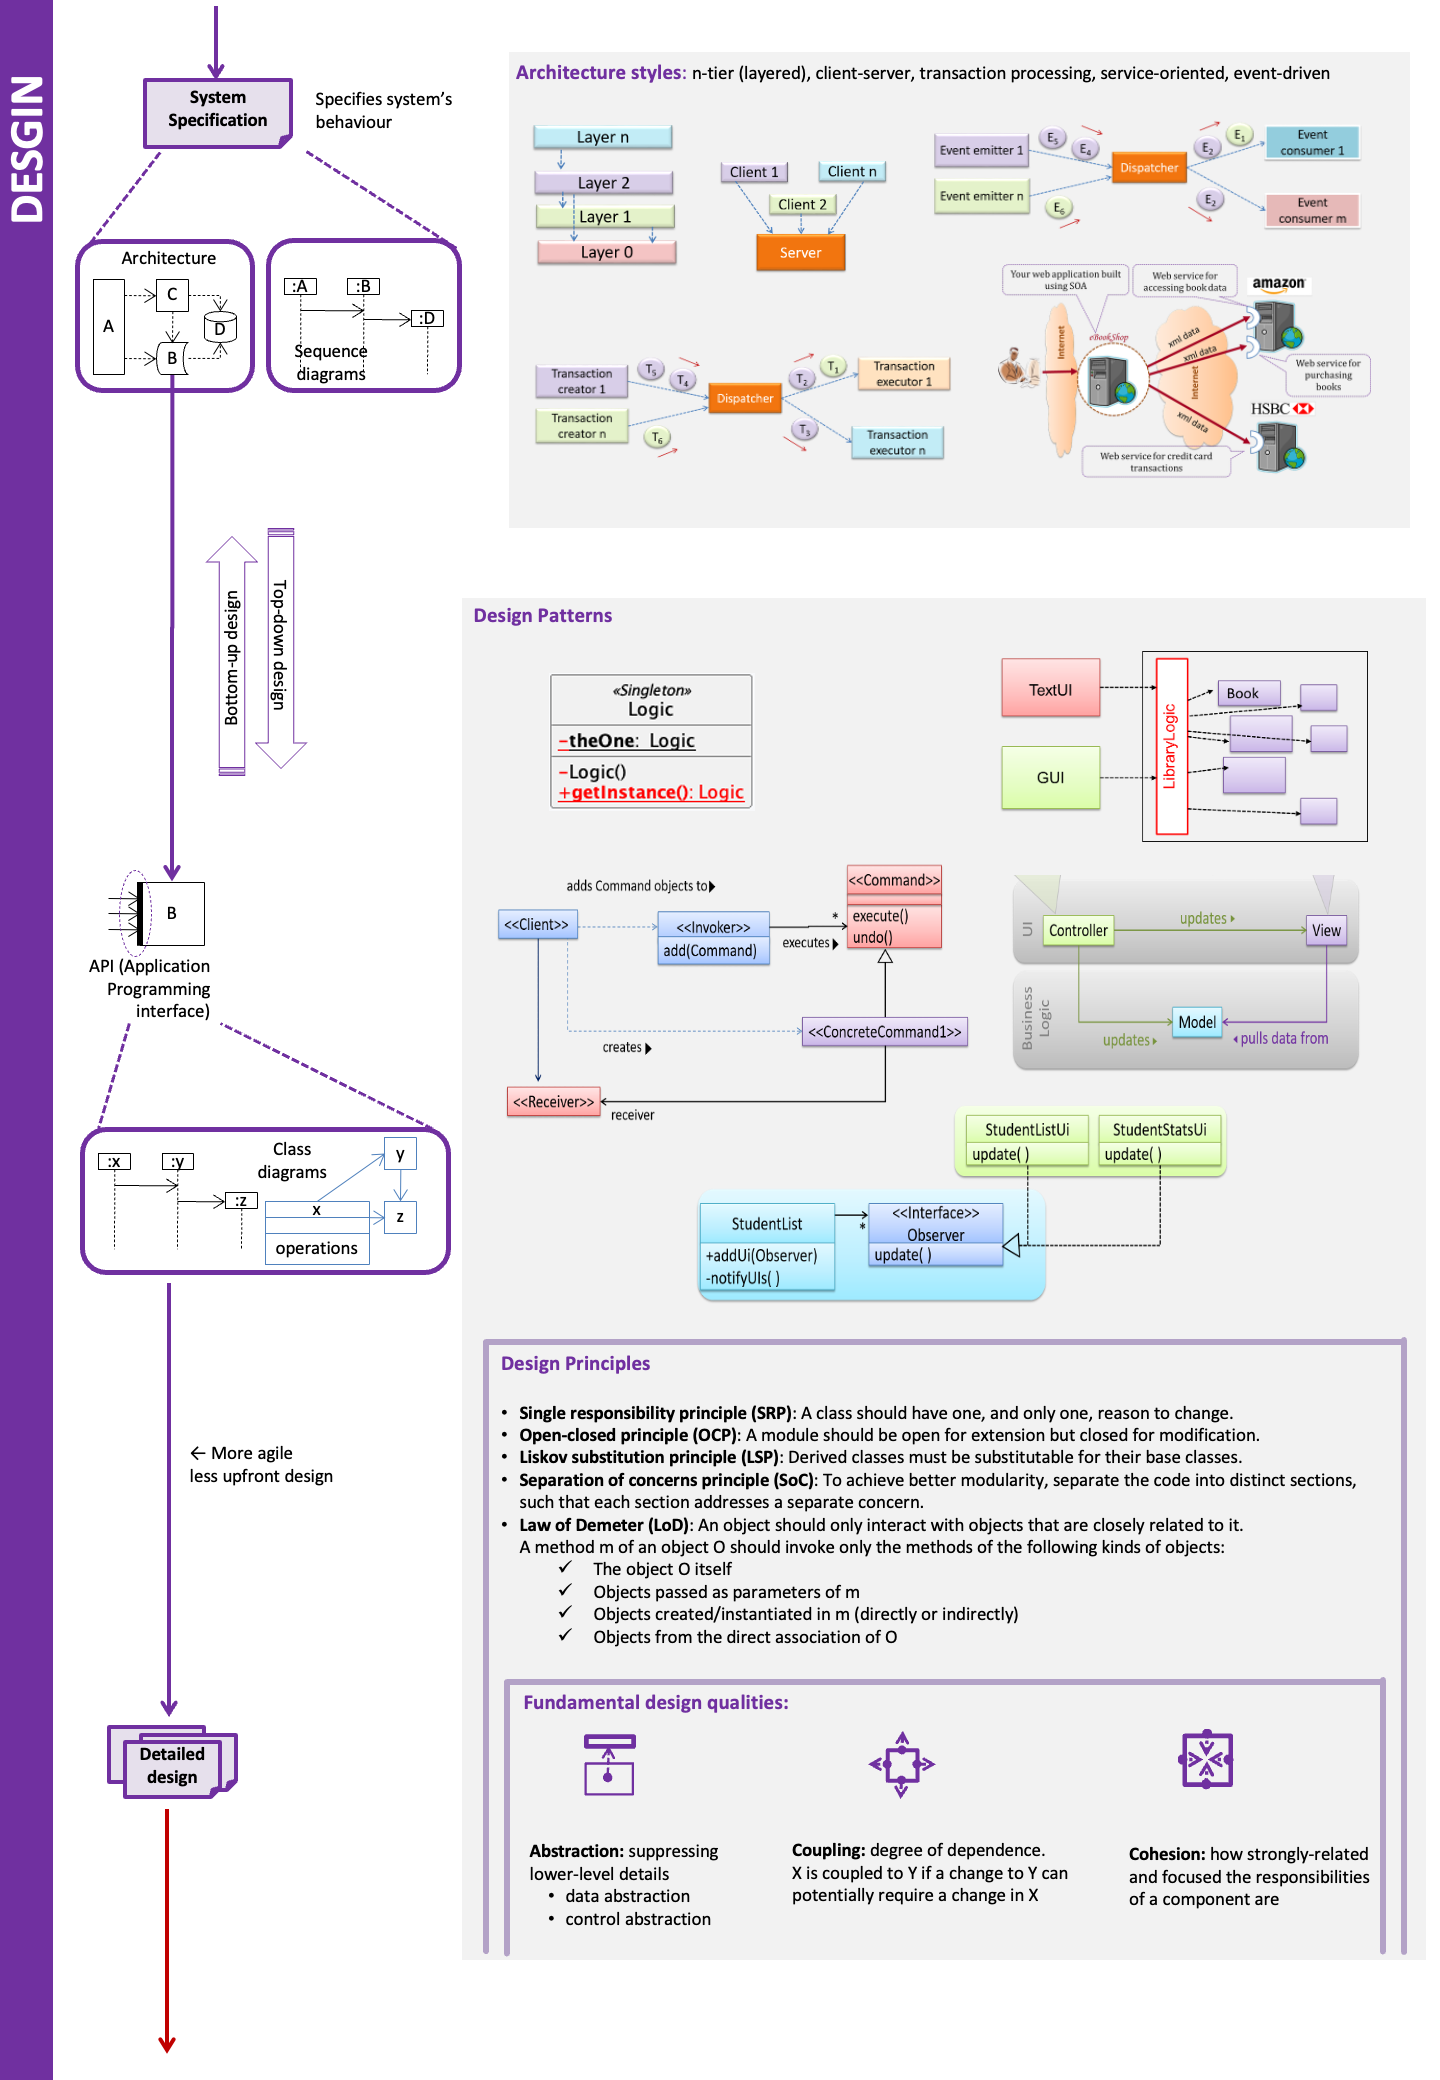 DESGIN
System
Specification
Specifies system's
behaviour
Architecture
A
C
B
D
:A
:B
:D
Sequence
diagrams
Bottom-up design
Top-down design
B
API (Application
Programming
interface)
:x
:y
:z
Class
diagrams
y
x
z
operations
← More agile
less upfront design
Detailed
design
Architecture styles: n-tier (layered), client-server, transaction processing, service-oriented, event-driven
Layer n
Layer 2
Layer 1
Layer 0
Client 1
Client n
Client 2
Server
Event emitter 1
Event emitter n
E5
E4
E6
Dispatcher
E1
E2
E2
Event
consumer 1
Event
consumer m
Transaction
creator 1
Transaction
creator n
T5
T4
T6
Dispatcher
T1
T2
T3
Transaction
executor 1
Transaction
executor n
Your web application built
using SOA
Web service for
accessing book data
amazon
Internet
eBookShop
xml data
xml data
Internet
xml data
Web service for
purchasing
books
HSBC
Web service for credit card
transactions
Design Patterns
«Singleton»
Logic
-theOne: Logic
-Logic()
+getInstance(): Logic
TextUI
GUI
LibraryLogic
Book
adds Command objects to
<<Client>>
<<Invoker>>
add(Command)
*
executes
<<Command>>
execute()
undo()
<<ConcreteCommand1>>
creates
<<Receiver>>
receiver
UI
Controller
updates
View
Business
Logic
Model
updates
pulls data from
StudentListUi
update( )
StudentStatsUi
update( )
StudentList
+addUi(Observer)
-notifyUIs( )
*
<<Interface>>
Observer
update( )
Design Principles
• Single responsibility principle (SRP): A class should have one, and only one, reason to change.
• Open-closed principle (OCP): A module should be open for extension but closed for modification.
• Liskov substitution principle (LSP): Derived classes must be substitutable for their base classes.
• Separation of concerns principle (SoC): To achieve better modularity, separate the code into distinct sections,
such that each section addresses a separate concern.
• Law of Demeter (LoD): An object should only interact with objects that are closely related to it.
A method m of an object O should invoke only the methods of the following kinds of objects:
✓ The object O itself
✓ Objects passed as parameters of m
✓ Objects created/instantiated in m (directly or indirectly)
✓ Objects from the direct association of O
Fundamental design qualities:
Abstraction: suppressing
lower-level details
• data abstraction
• control abstraction
Coupling: degree of dependence.
X is coupled to Y if a change to Y can
potentially require a change in X
Cohesion: how strongly-related
and focused the responsibilities
of a component are